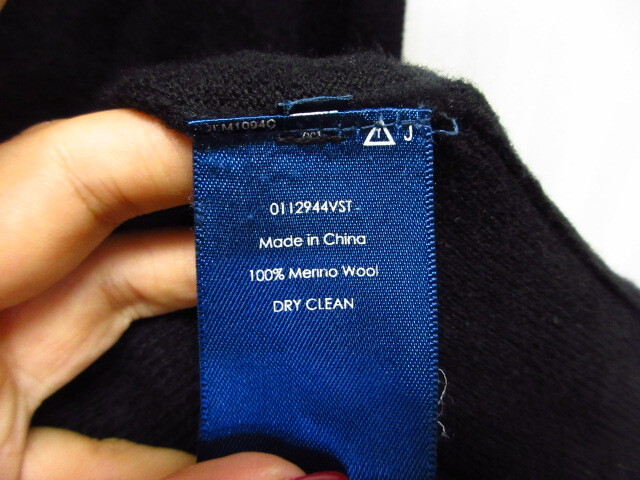 J
0112944VST
Made in China
100% Merino Wool
DRY CLEAN